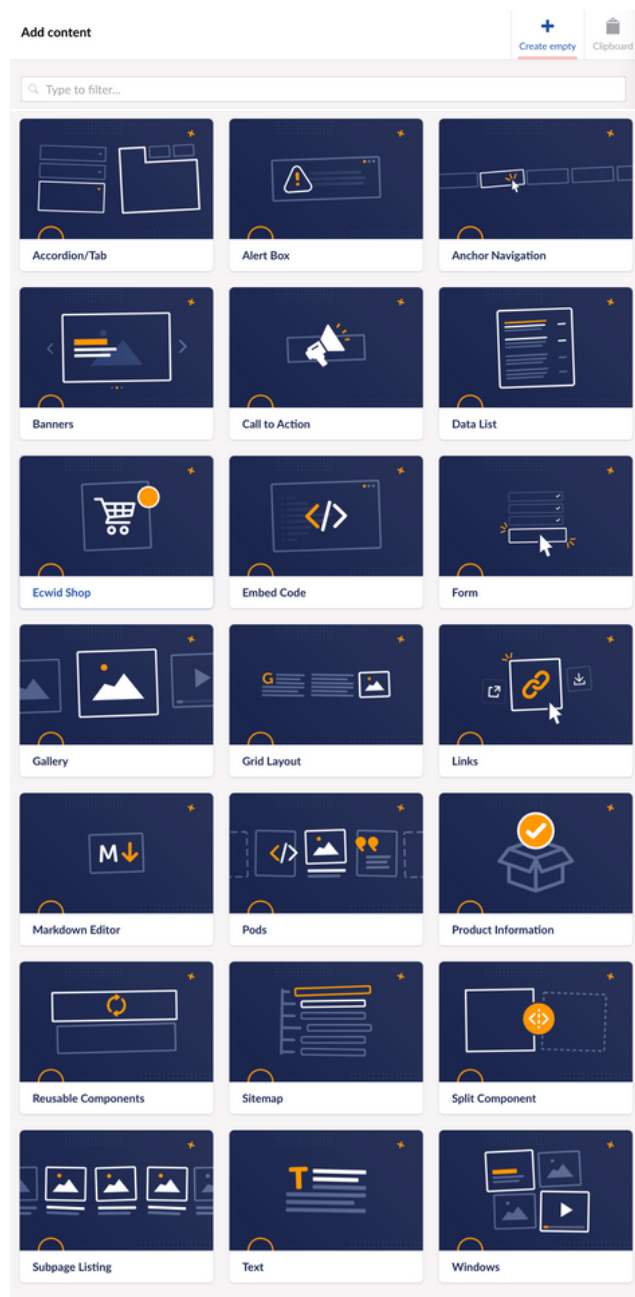 Add content
Create empty
Clipboard
Type to filter...
Accordion/Tab
Alert Box
Anchor Navigation
Banners
Call to Action
Data List
Ecwid Shop
Embed Code
Form
Gallery
G
Grid Layout
Links
M
Markdown Editor
Pods
Product Information
Reusable Components
Sitemap
Split Component
Subpage Listing
T
Text
Windows